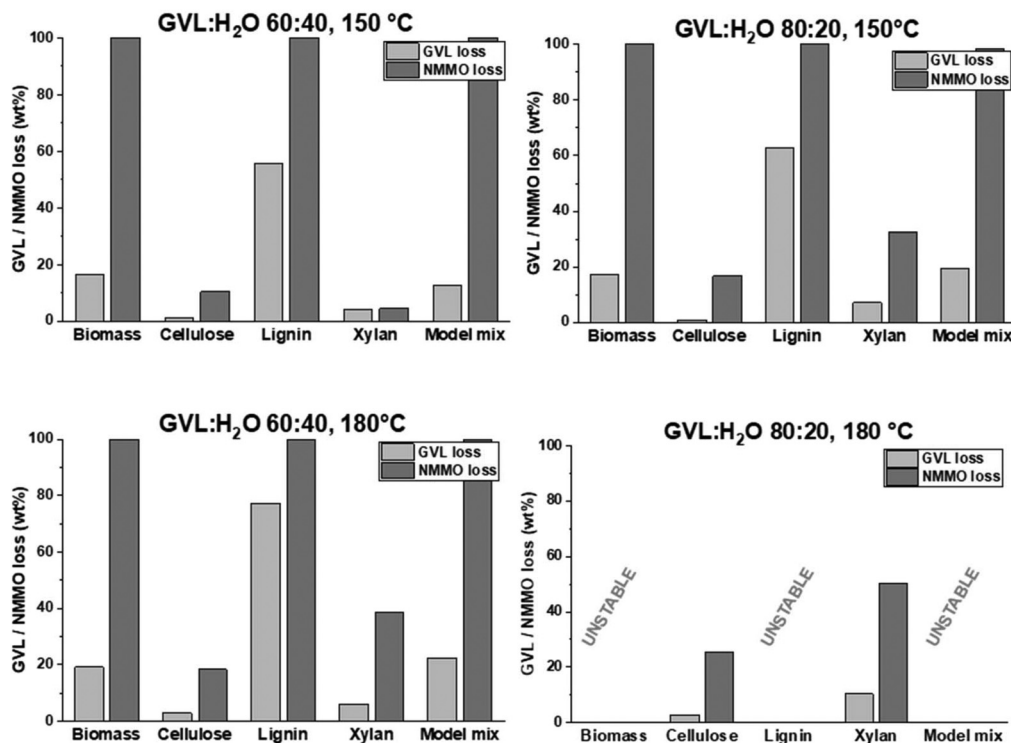 GVL:H₂O 60:40, 150 °C
GVL / NMMO loss (wt%)
100
80
60
40
20
0
GVL loss
NMMO loss
Biomass Cellulose Lignin Xylan Model mix
GVL:H₂O 80:20, 150°C
GVL / NMMO loss (wt%)
100
80
60
40
20
0
GVL loss
NMMO loss
Biomass Cellulose Lignin Xylan Model mix
GVL:H₂O 60:40, 180°C
GVL / NMMO loss (wt%)
100
80
60
40
20
0
GVL loss
NMMO loss
Biomass Cellulose Lignin Xylan Model mix
GVL:H₂O 80:20, 180 °C
GVL / NMMO loss (wt%)
100
80
60
40
20
0
GVL loss
NMMO loss
UNSTABLE
UNSTABLE
UNSTABLE
Biomass Cellulose Lignin Xylan Model mix